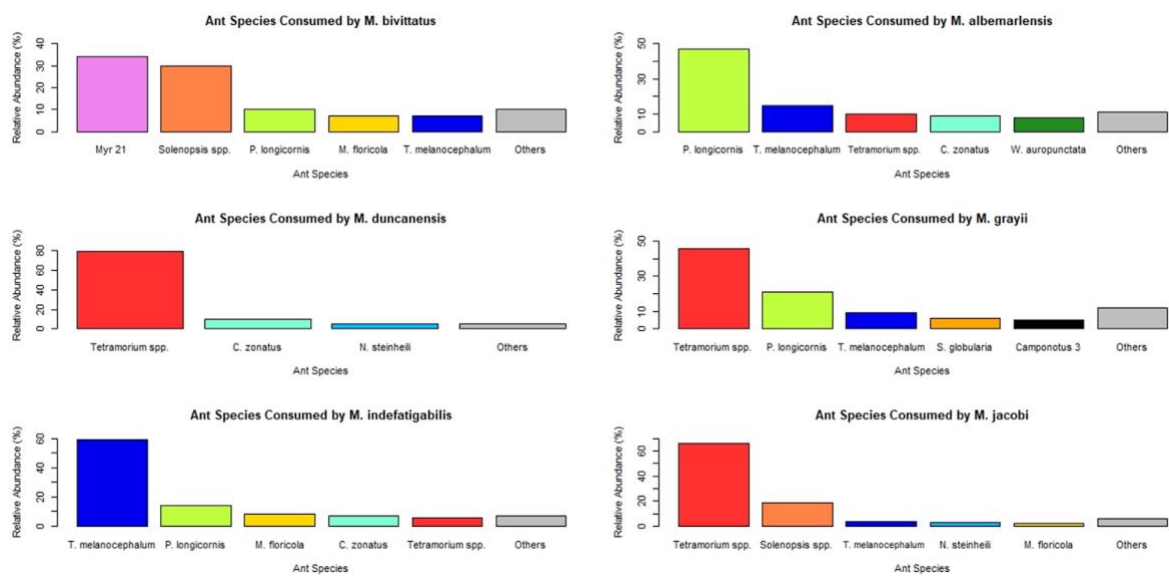 Ant Species Consumed by M. bivittatus
Relative Abundance (%)
0 10 20 30 40
Myr 21 Solenopsis spp. P. longicornis M. floricola T. melanocephalum Others
Ant Species
Ant Species Consumed by M. albemarlensis
Relative Abundance (%)
0 10 30 50
P. longicornis T. melanocephalum Tetramorium spp. C. zonatus W. auropunctata Others
Ant Species
Ant Species Consumed by M. duncanensis
Relative Abundance (%)
0 20 40 60 80
Tetramorium spp. C. zonatus N. steinheili Others
Ant Species
Ant Species Consumed by M. grayii
Relative Abundance (%)
0 10 30 50
Tetramorium spp. P. longicornis T. melanocephalum S. globularia Camponotus 3 Others
Ant Species
Ant Species Consumed by M. indefatigabilis
Relative Abundance (%)
0 20 40 60
T. melanocephalum P. longicornis M. floricola C. zonatus Tetramorium spp. Others
Ant Species
Ant Species Consumed by M. jacobi
Relative Abundance (%)
0 20 40 60
Tetramorium spp. Solenopsis spp. T. melanocephalum N. steinheili M. floricola Others
Ant Species